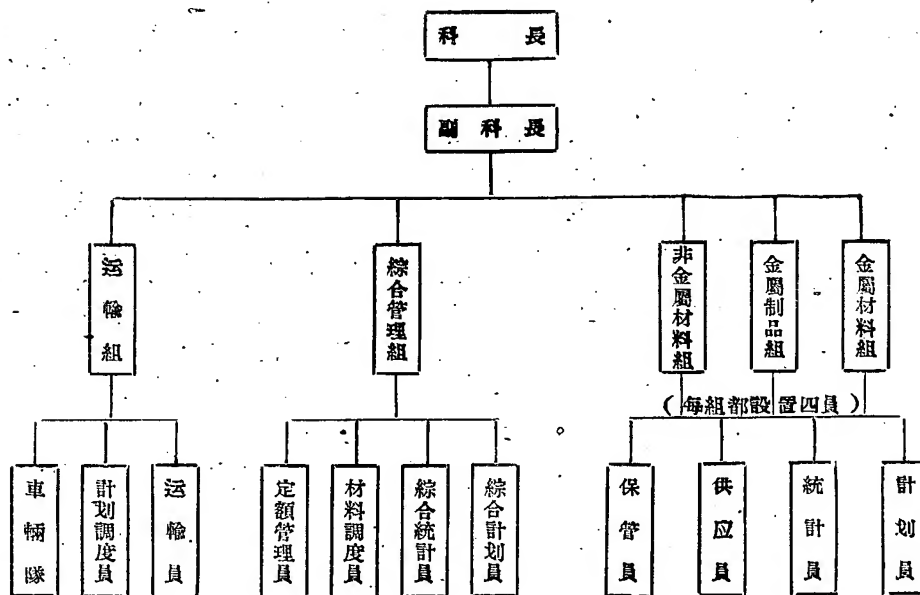 科長
副科長
运輸組
綜合管理組
非金屬材料組
金屬制品組
金屬材料組
（每組都設置四員）
車輛隊
計划調度員
运輸員
定額管理員
材料調度員
綜合統計員
綜合計划員
保管員
供应員
統計員
計划員